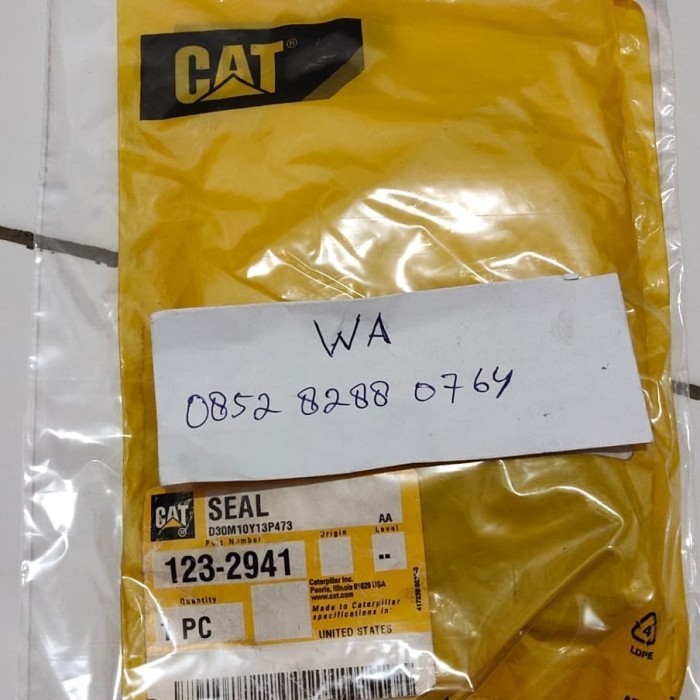 CAT®
WA
0852 8288 0764
CAT
SEAL
D30M10Y13P473
AA
Part Number
Origin
Level
123-2941
--
Caterpillar Inc.
Peoria, Illinois 61629 USA
www.cat.com
Quantity
Made to Caterpillar
specifications in:
1 PC
UNITED STATES
4
LDPE